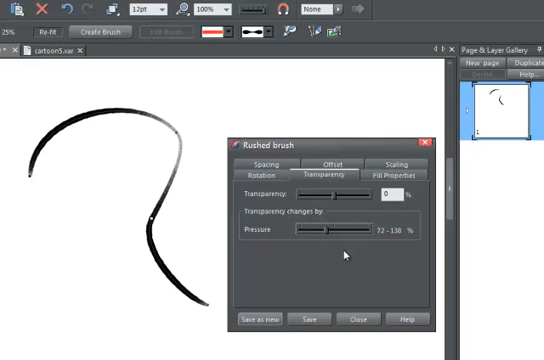 12pt 100% None
25% Re-fit Create Brush Edit Brush
cartoon5.xar
Page & Layer Gallery
New page Duplicate
Delete... Help...
1
Rushed brush
Spacing Offset Scaling
Rotation Transparency Fill Properties
Transparency: 0 %
Transparency changes by:
Pressure 72 - 138 %
Save as new Save Close Help